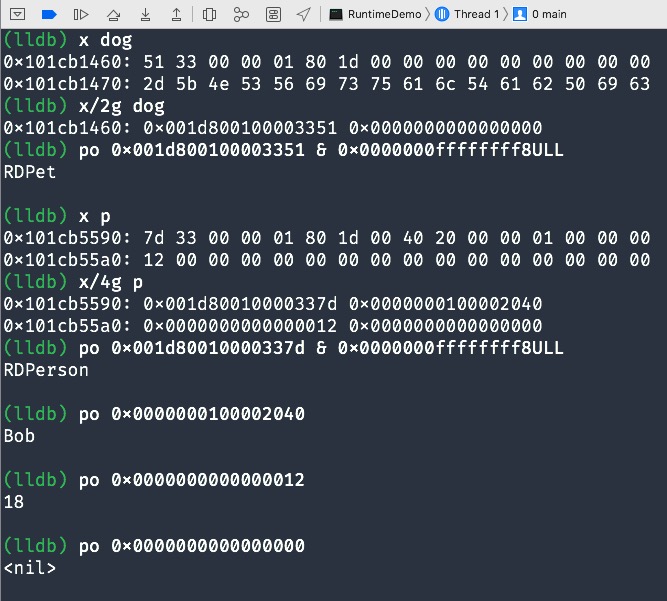 RuntimeDemo 〉 Thread 1 〉 0 main
(lldb) x dog
0x101cb1460: 51 33 00 00 01 80 1d 00 00 00 00 00 00 00 00 00
0x101cb1470: 2d 5b 4e 53 56 69 73 75 61 6c 54 61 62 50 69 63
(lldb) x/2g dog
0x101cb1460: 0x001d800100003351 0x0000000000000000
(lldb) po 0x001d800100003351 & 0x0000000ffffffff8ULL
RDPet
(lldb) x p
0x101cb5590: 7d 33 00 00 01 80 1d 00 40 20 00 00 01 00 00 00
0x101cb55a0: 12 00 00 00 00 00 00 00 00 00 00 00 00 00 00 00
(lldb) x/4g p
0x101cb5590: 0x001d80010000337d 0x0000000100002040
0x101cb55a0: 0x0000000000000012 0x0000000000000000
(lldb) po 0x001d80010000337d & 0x0000000ffffffff8ULL
RDPerson
(lldb) po 0x0000000100002040
Bob
(lldb) po 0x0000000000000012
18
(lldb) po 0x0000000000000000
<nil>